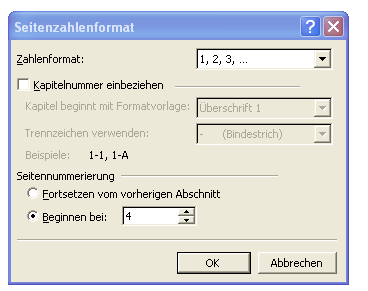 Seitenzahlenformat
Zahlenformat: 1, 2, 3, ...
Kapitelnummer einbeziehen
Kapitel beginnt mit Formatvorlage: Überschrift 1
Trennzeichen verwenden: - (Bindestrich)
Beispiele: 1-1, 1-A
Seitennummerierung
Fortsetzen vom vorherigen Abschnitt
Beginnen bei: 4
OK Abbrechen